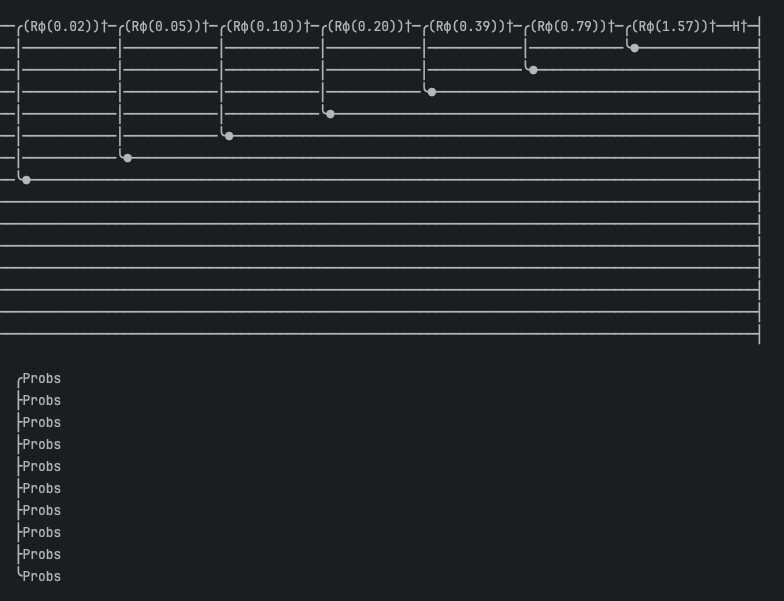 (Rϕ(0.02))†─╭(Rϕ(0.05))†─╭(Rϕ(0.10))†─╭(Rϕ(0.20))†─╭(Rϕ(0.39))†─╭(Rϕ(0.79))†─╭(Rϕ(1.57))†──H†─┤
╭Probs
├Probs
├Probs
├Probs
├Probs
├Probs
├Probs
├Probs
├Probs
╰Probs